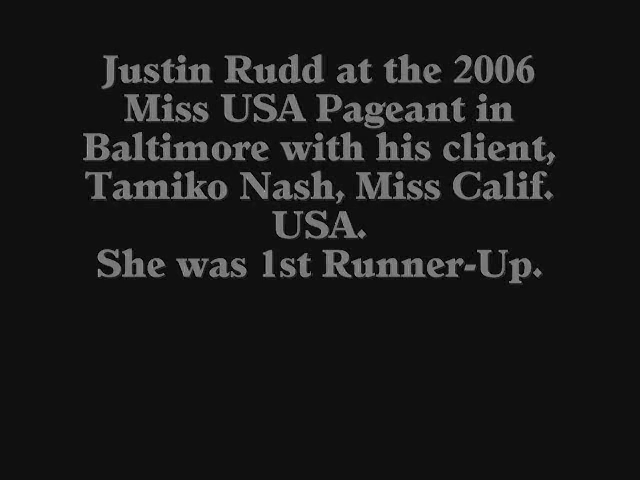 Justin Rudd at the 2006
Miss USA Pageant in
Baltimore with his client,
Tamiko Nash, Miss Calif.
USA.
She was 1st Runner-Up.